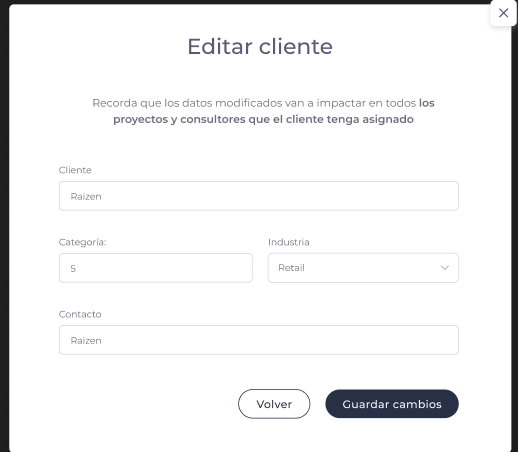 Editar cliente
Recorda que los datos modificados van a impactar en todos los
proyectos y consultores que el cliente tenga asignado
Cliente
Raizen
Categoría:
Industria
5
Retail
Contacto
Raizen
Volver
Guardar cambios